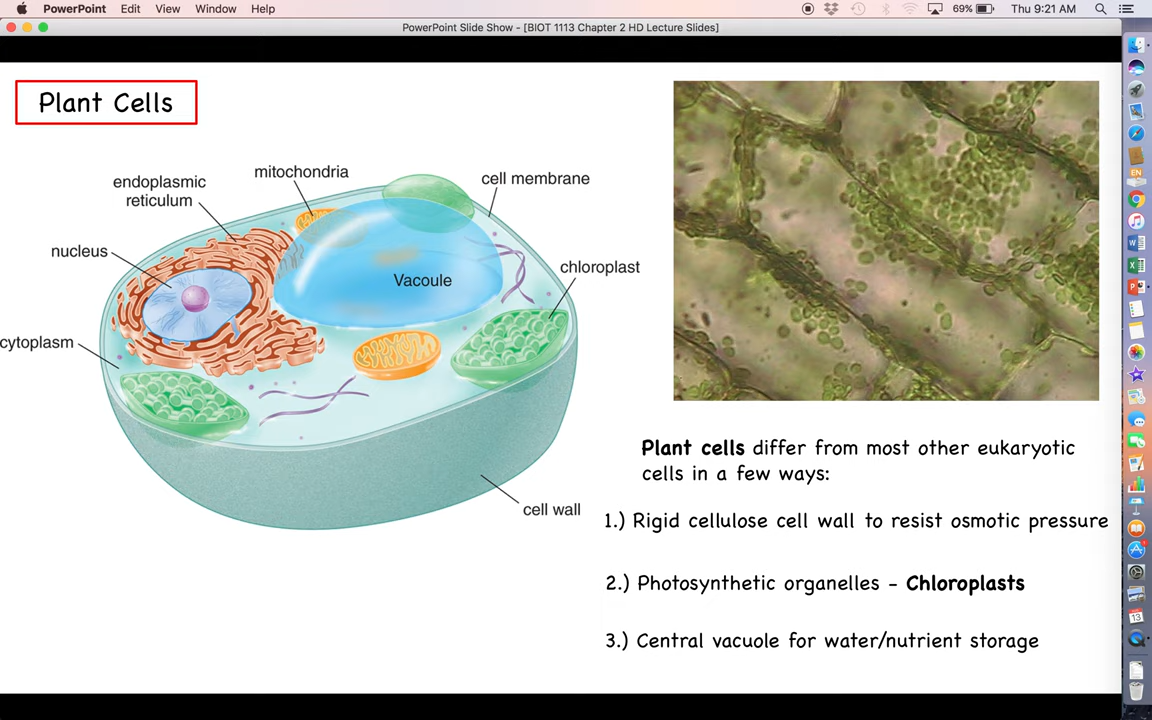 PowerPoint Edit View Window Help 69% Thu 9:21 AM
PowerPoint Slide Show - [BIOT 1113 Chapter 2 HD Lecture Slides]
Plant Cells
mitochondria
endoplasmic
reticulum
cell membrane
nucleus
chloroplast
Vacoule
cytoplasm
cell wall
Plant cells differ from most other eukaryotic
cells in a few ways:
1.) Rigid cellulose cell wall to resist osmotic pressure
2.) Photosynthetic organelles - Chloroplasts
3.) Central vacuole for water/nutrient storage
EN
13